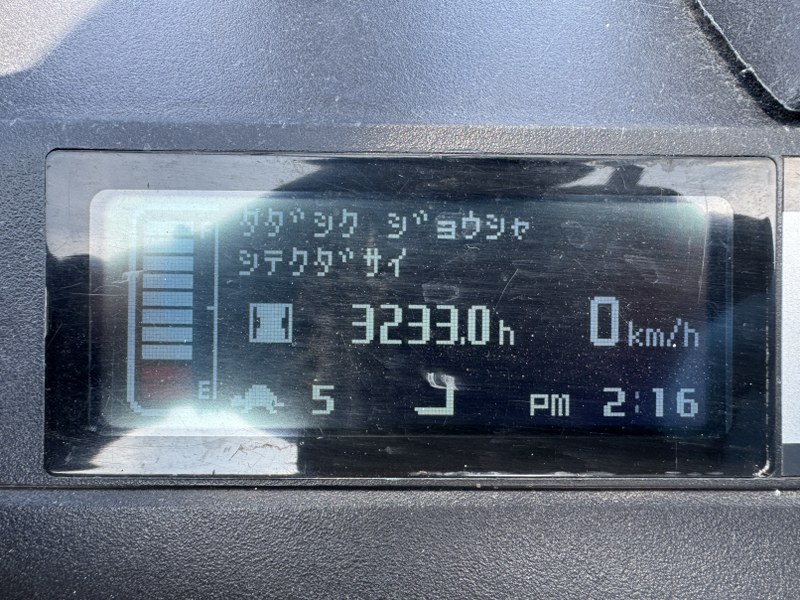 タダシク ジョウシャ
シテクダサイ
3233.0h
0km/h
E
5
PM 2:16